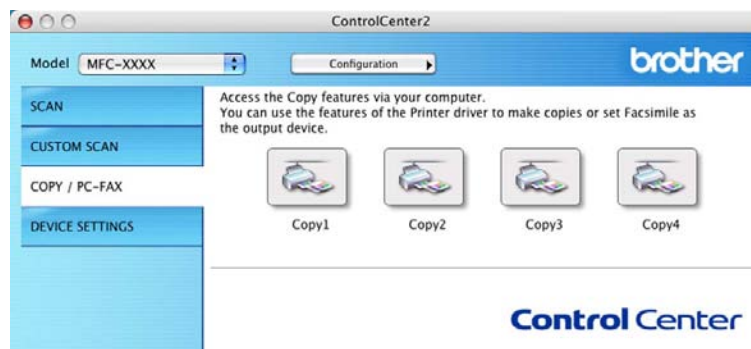 ControlCenter2
Model MFC-XXXX Configuration brother
SCAN
CUSTOM SCAN
COPY / PC-FAX
DEVICE SETTINGS
Access the Copy features via your computer.
You can use the features of the Printer driver to make copies or set Facsimile as
the output device.
Copy1 Copy2 Copy3 Copy4
Control Center